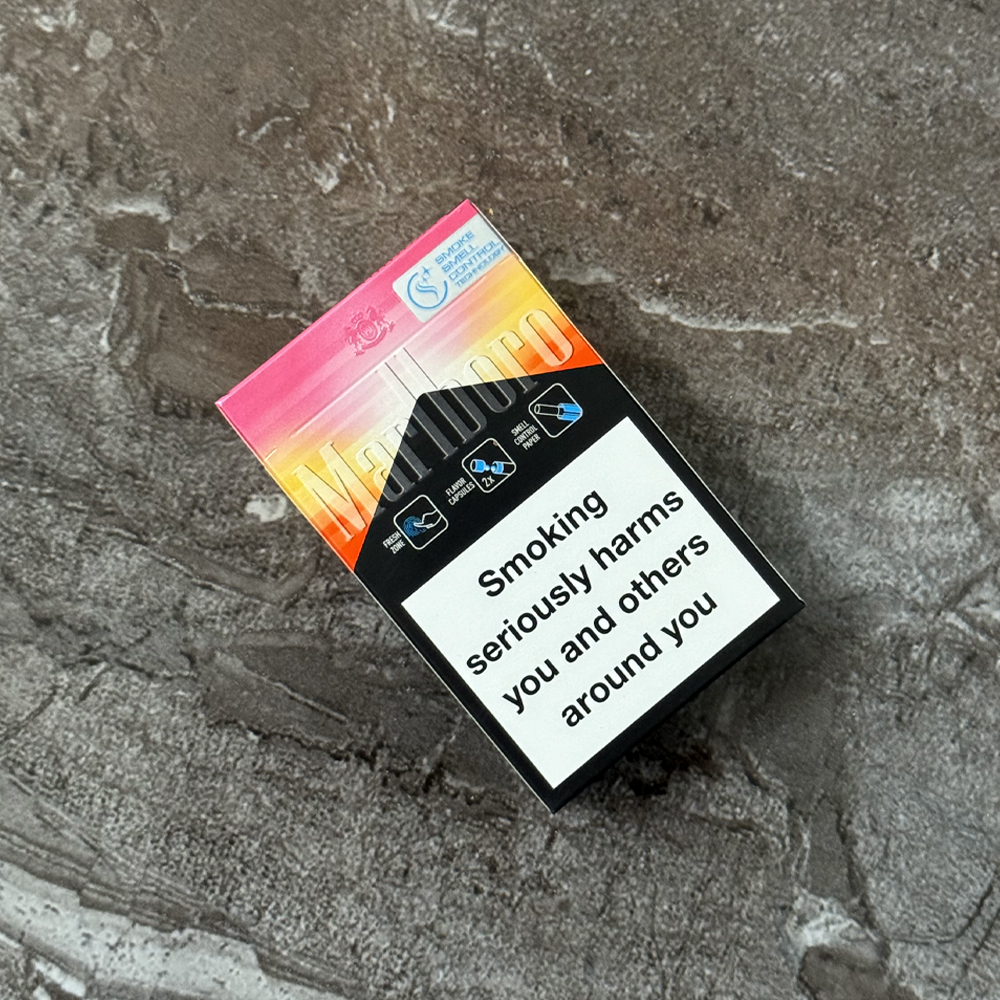 SMOKE
SMELL
CONTROL
TECHNOLOGY
Marlboro
FRESH
ZONE
FLAVOR
CAPSULES
2x
SMELL
CONTROL
PAPER
Smoking
seriously harms
you and others
around you